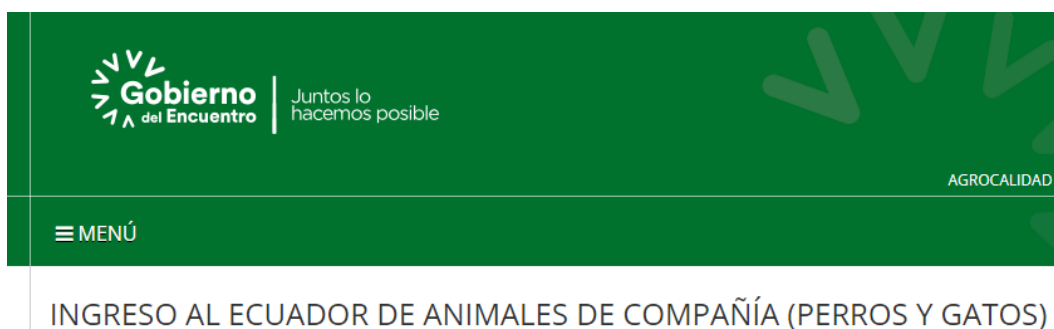 Gobierno
del Encuentro
Juntos lo
hacemos posible
AGROCALIDAD
MENÚ
INGRESO AL ECUADOR DE ANIMALES DE COMPAÑÍA (PERROS Y GATOS)